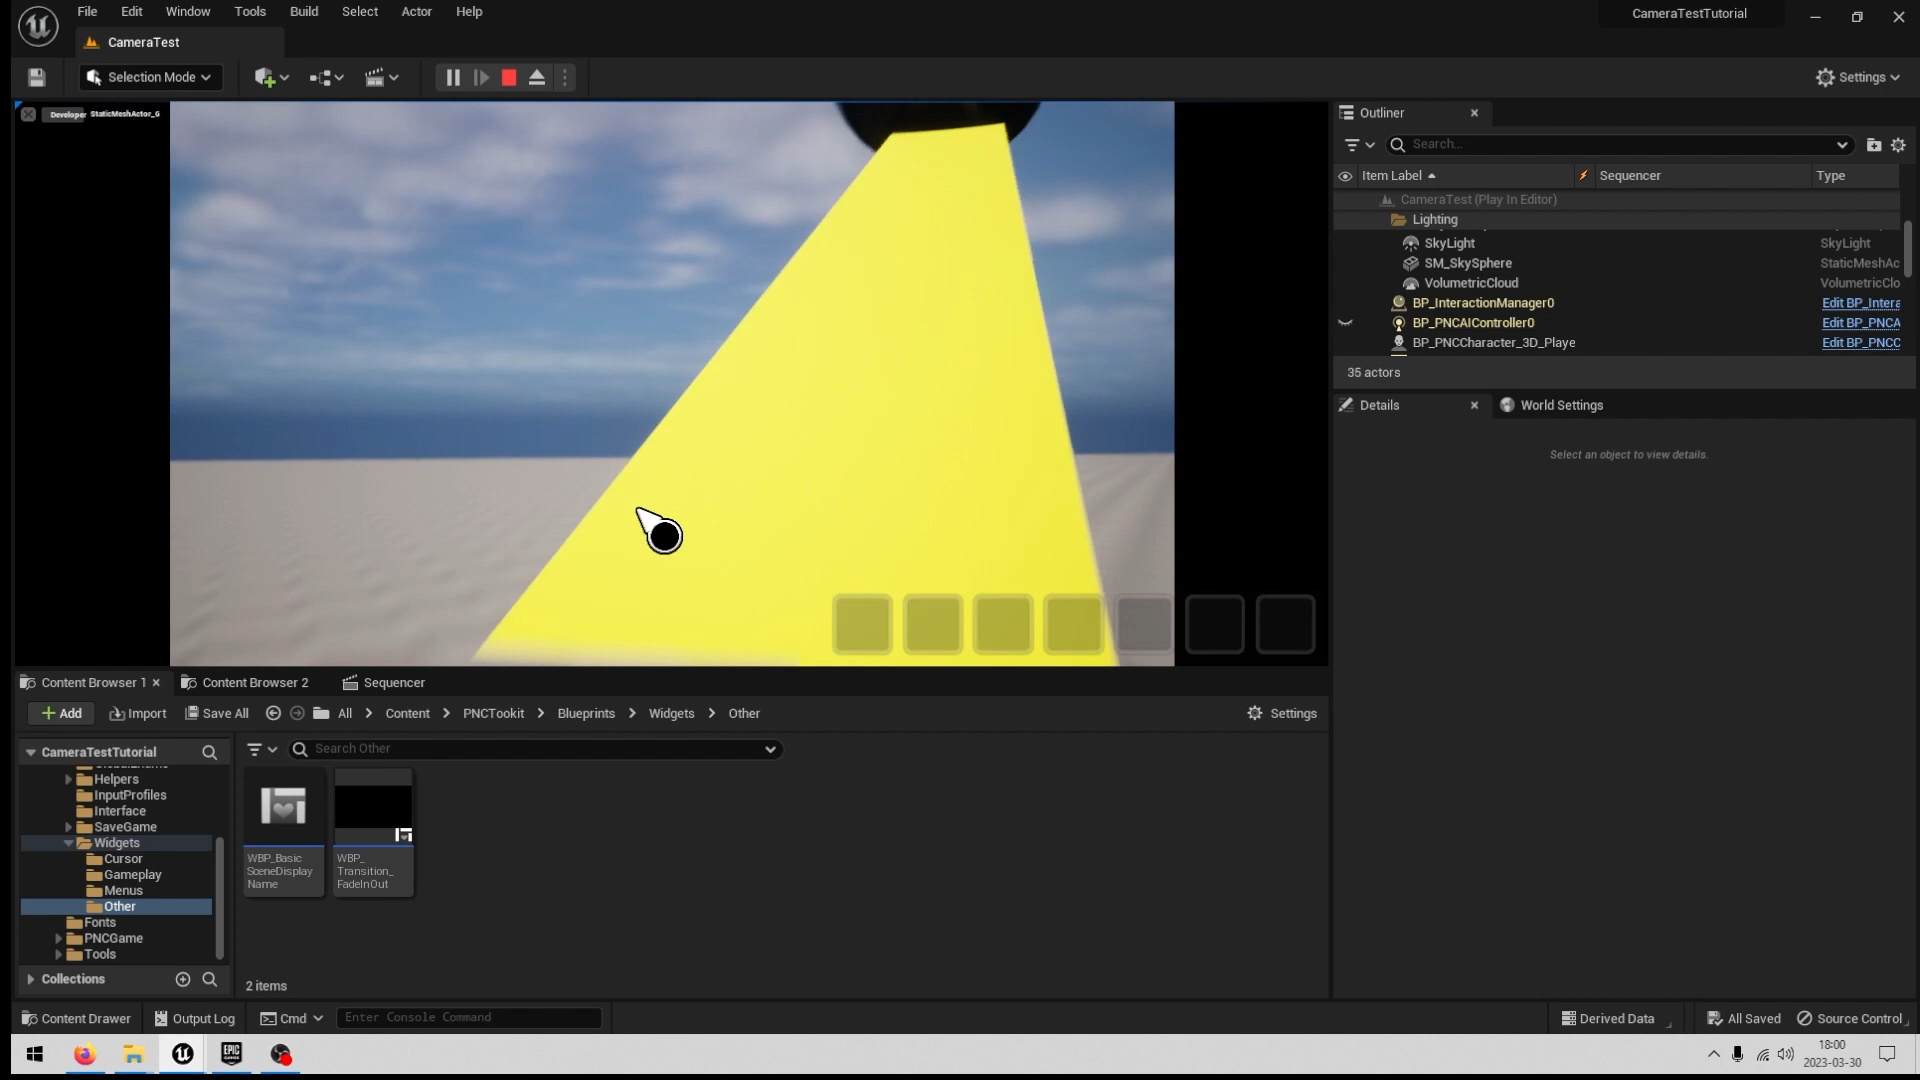 File Edit Window Tools Build Select Actor Help
CameraTestTutorial
CameraTest
Selection Mode
Settings
Developer StaticMeshActor_G
Outliner
Search...
Item Label Sequencer Type
CameraTest (Play In Editor)
Lighting
SkyLight SkyLight
SM_SkySphere StaticMeshAc
VolumetricCloud VolumetricClo
BP_InteractionManager0 Edit BP_Intera
BP_PNCAIController0 Edit BP_PNCA
BP_PNCCharacter_3D_Playe Edit BP_PNCC
35 actors
Details World Settings
Select an object to view details.
Content Browser 1 Content Browser 2 Sequencer
Add Import Save All All Content PNCTookit Blueprints Widgets Other Settings
CameraTestTutorial
Search Other
Helpers
InputProfiles
Interface
SaveGame
Widgets
Cursor
Gameplay
Menus
Other
Fonts
PNCGame
Tools
Collections
WBP_Basic
SceneDisplay
Name
WBP_
Transition_
FadeInOut
2 items
Content Drawer Output Log Cmd Enter Console Command Derived Data All Saved Source Control
EPIC
GAMES
18:00
2023-03-30